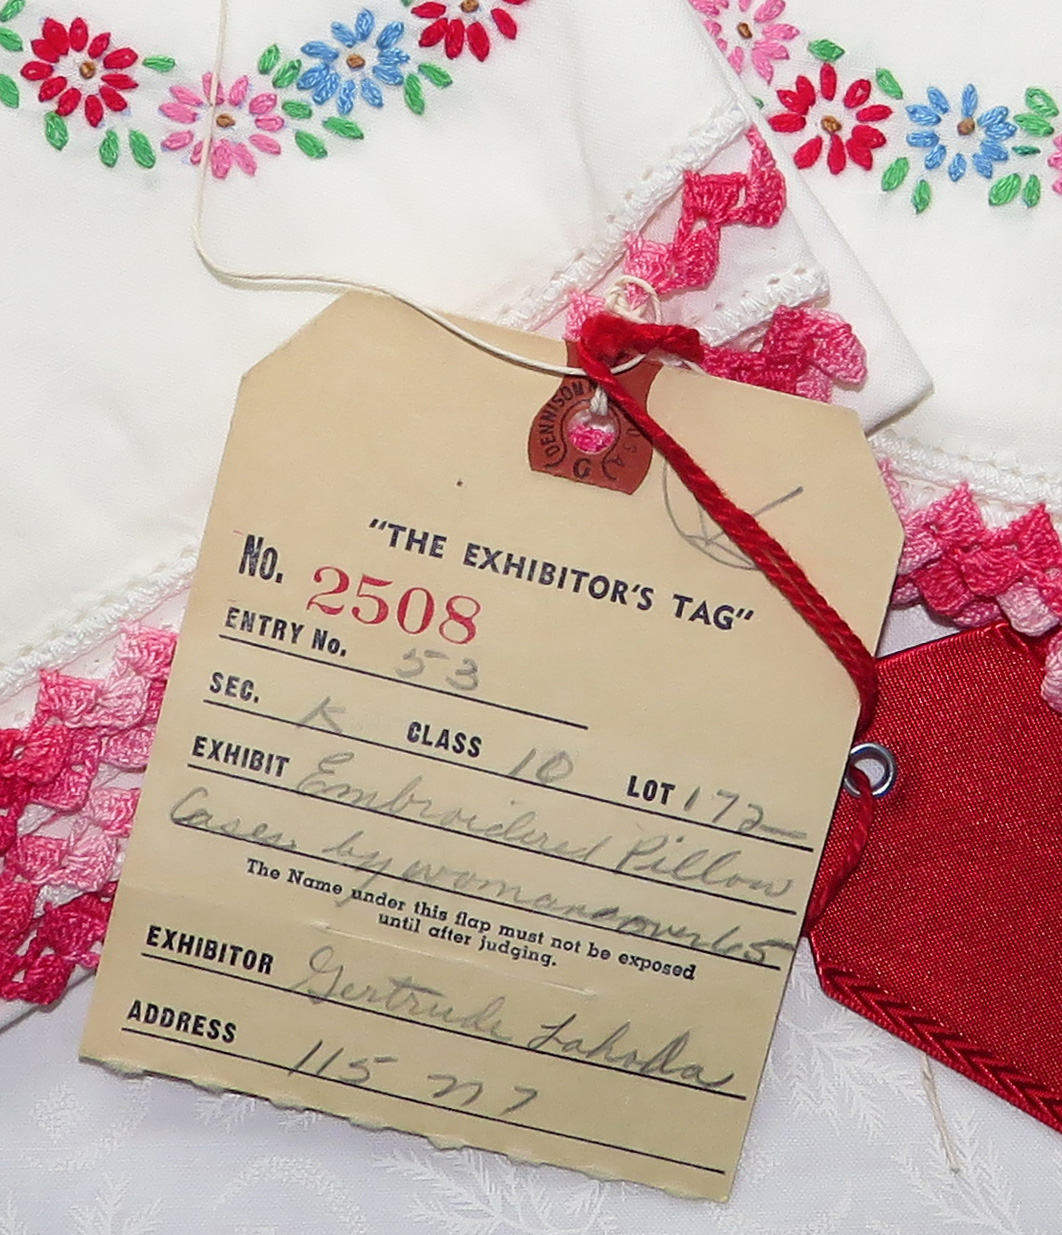 DENNISON U S A
G
K
"THE EXHIBITOR'S TAG"
No. 2508
ENTRY No. 53
SEC. K CLASS 10 LOT 172
EXHIBIT Embroidered Pillow
Cases. by woman over 65
The Name under this flap must not be exposed
until after judging.
EXHIBITOR Gertrude Lahoda
ADDRESS 115 N 7